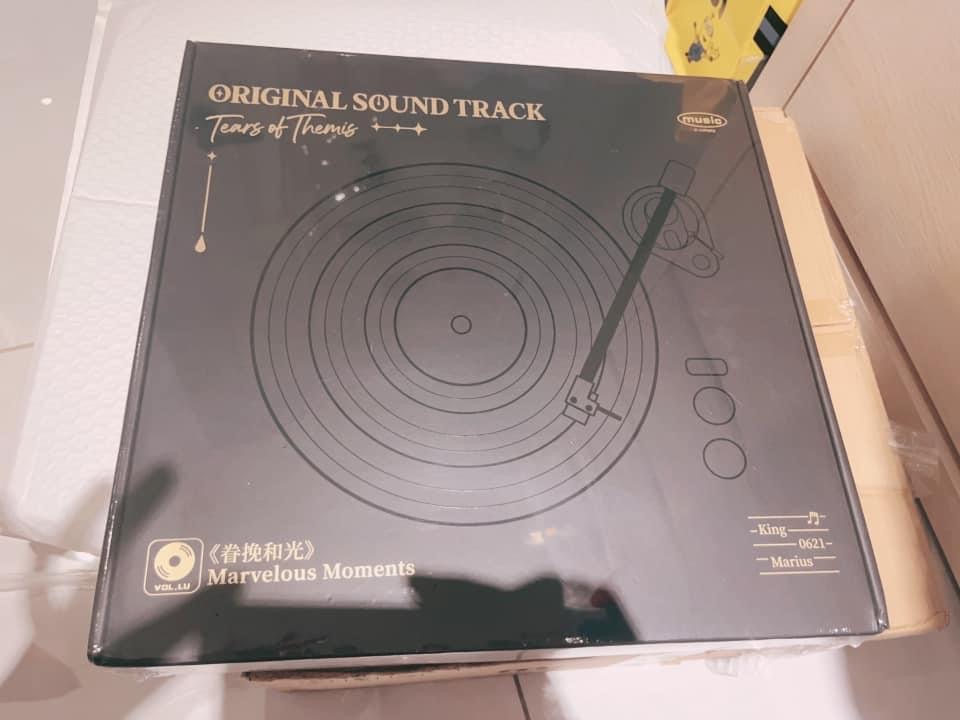 ORIGINAL SOUND TRACK
Tears of Themis
music
《眷挽和光》
Marvelous Moments
VOL.LU
King
0621
Marius